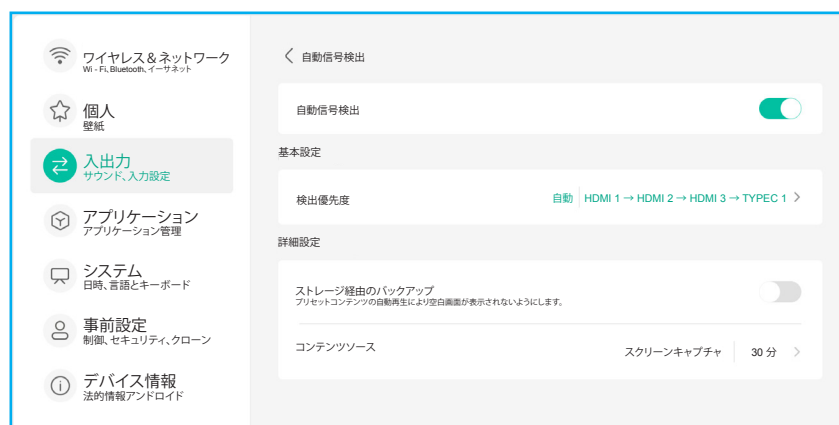 ワイヤレス＆ネットワーク
Wi - Fi、Bluetooth、イーサネット
個人
壁紙
入出力
サウンド、入力設定
アプリケーション
アプリケーション管理
システム
日時、言語とキーボード
事前設定
制御、セキュリティ、クローン
デバイス情報
法的情報アンドロイド
自動信号検出
自動信号検出
基本設定
検出優先度
自動 HDMI 1 → HDMI 2 → HDMI 3 → TYPEC 1
詳細設定
ストレージ経由のバックアップ
プリセットコンテンツの自動再生により空白画面が表示されないようにします。
コンテンツソース
スクリーンキャプチャ 30 分